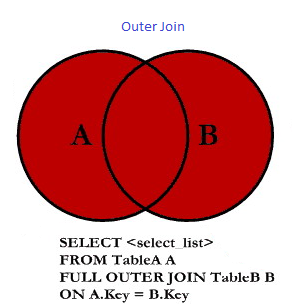 Outer Join
A B
SELECT <select_list>
FROM TableA A
FULL OUTER JOIN TableB B
ON A.Key = B.Key